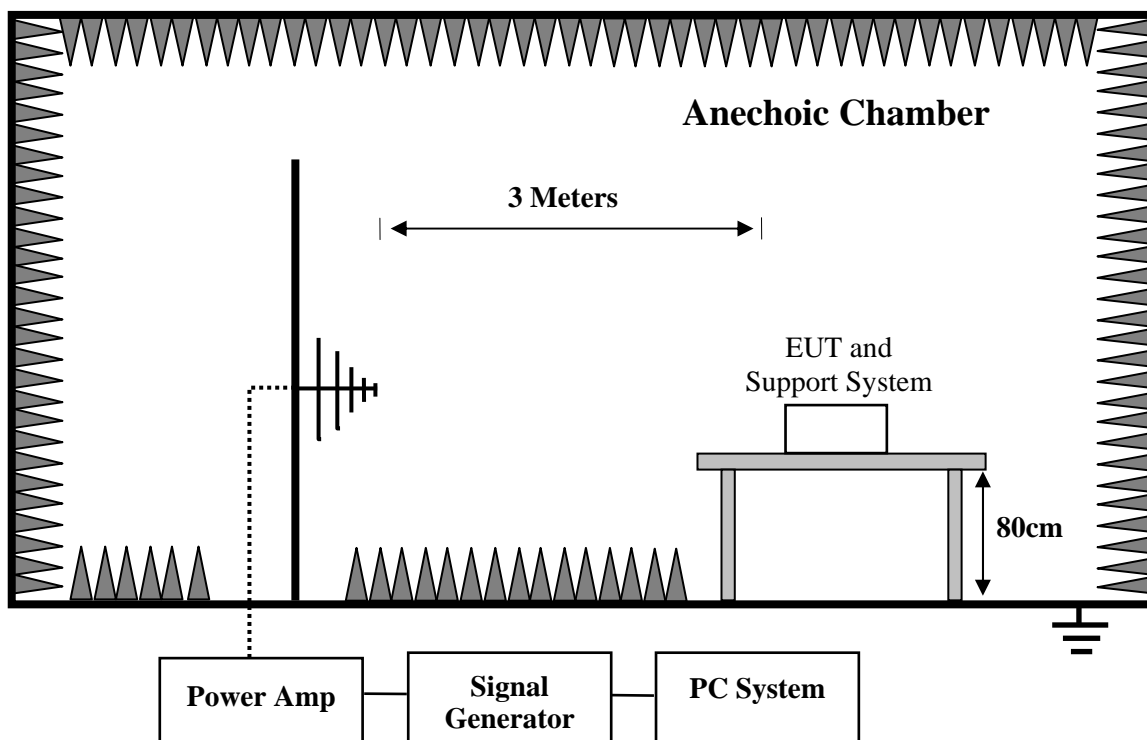 Anechoic Chamber
3 Meters
EUT and
Support System
80cm
Power Amp
Signal
Generator
PC System